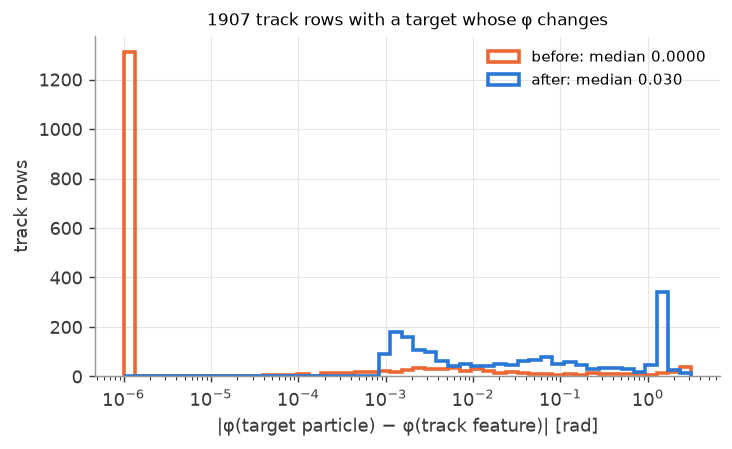 1907 track rows with a target whose φ changes
before: median 0.0000
after: median 0.030
track rows
1200
1000
800
600
400
200
0
10⁻⁶ 10⁻⁵ 10⁻⁴ 10⁻³ 10⁻² 10⁻¹ 10⁰
|φ(target particle) − φ(track feature)| [rad]